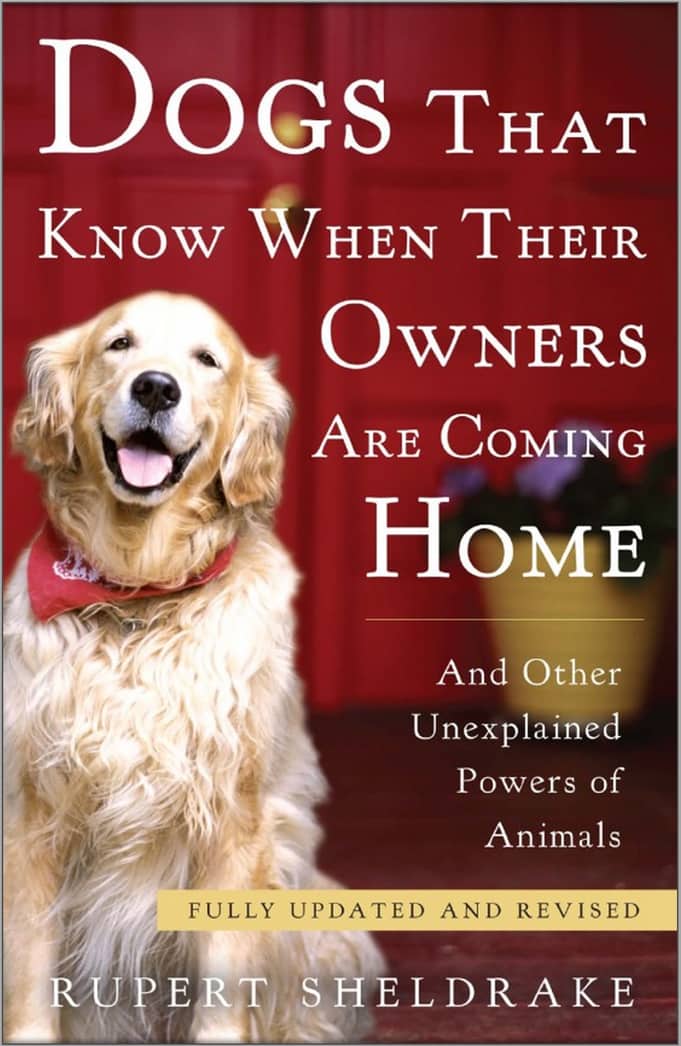 DOGS THAT
KNOW WHEN THEIR
OWNERS
ARE COMING
HOME
And Other
Unexplained
Powers of
Animals
FULLY UPDATED AND REVISED
RUPERT SHELDRAKE